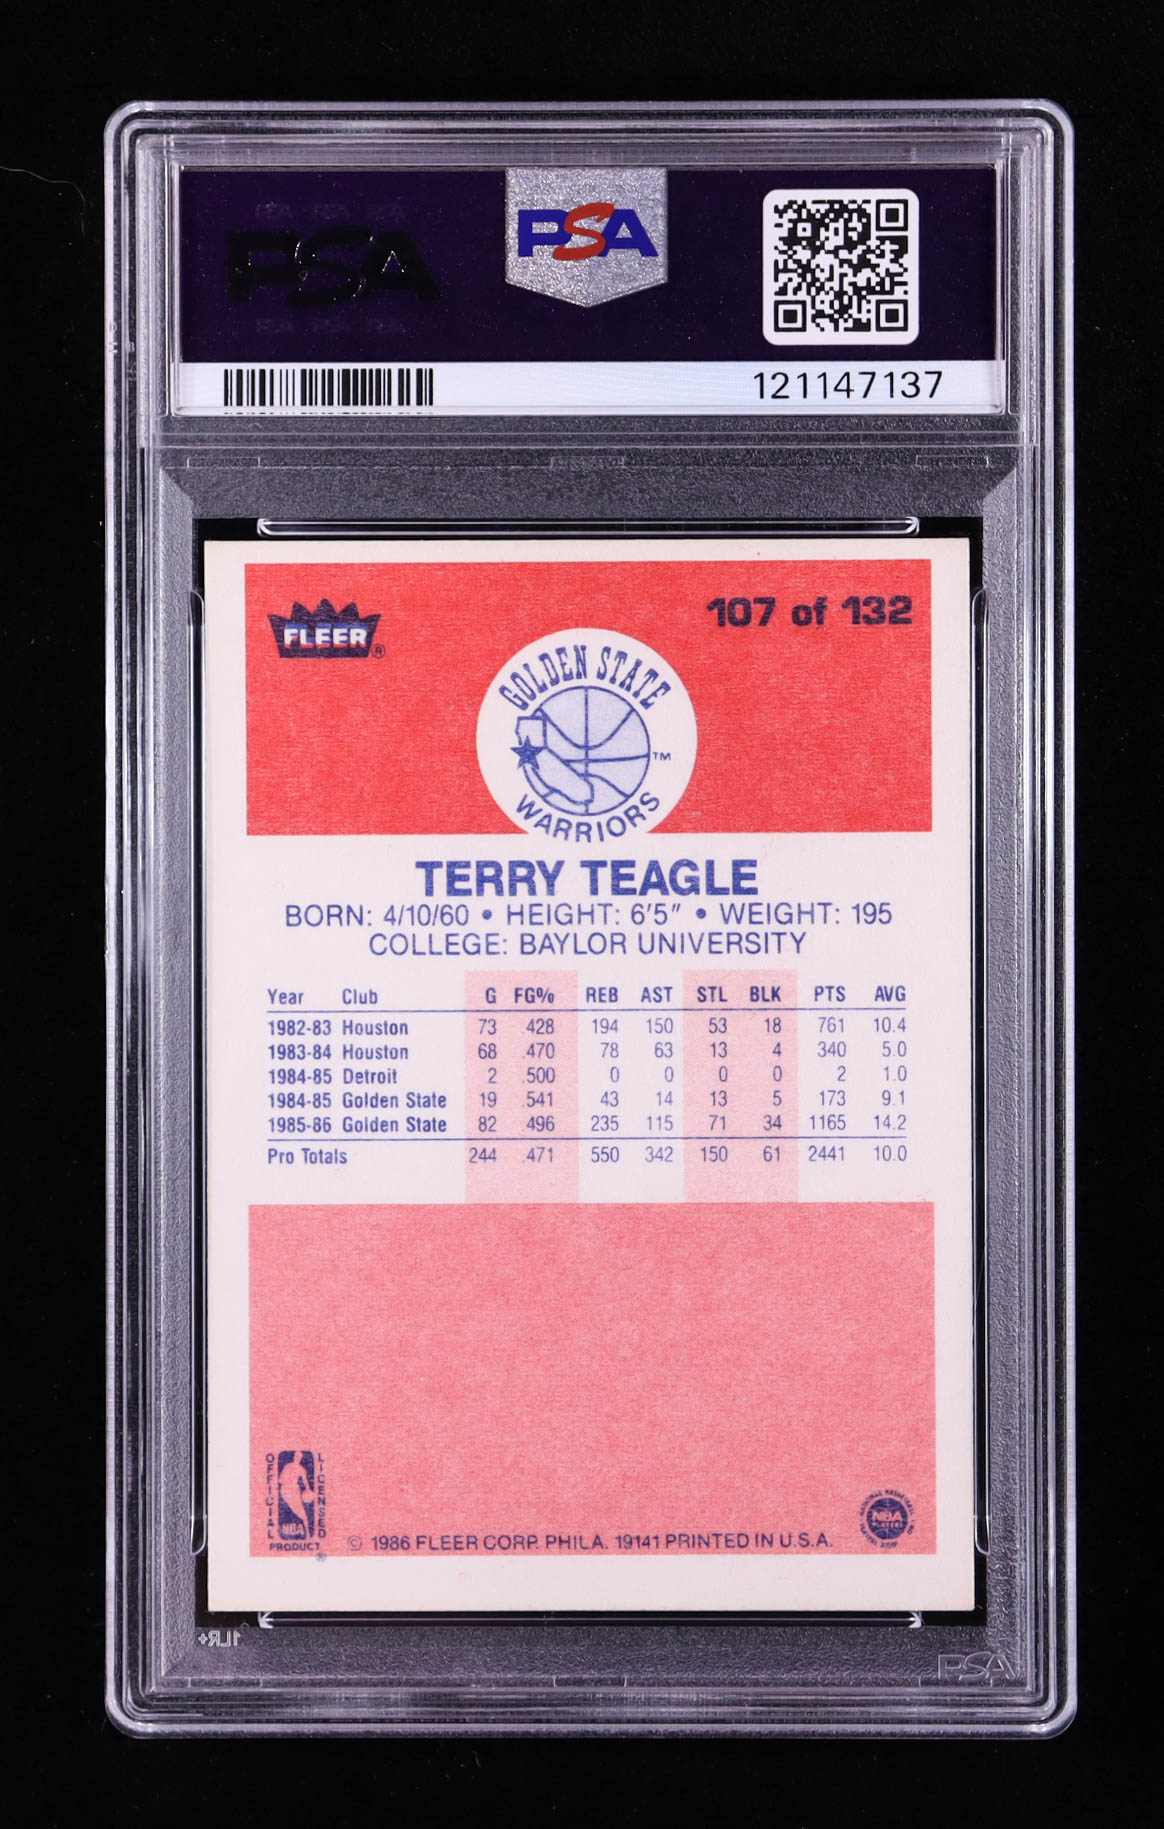 PSA
PSA
121147137
FLEER®
107 of 132
GOLDEN STATE
WARRIORS
TM
TERRY TEAGLE
BORN: 4/10/60 • HEIGHT: 6'5" • WEIGHT: 195
COLLEGE: BAYLOR UNIVERSITY
Year Club G FG% REB AST STL BLK PTS AVG
1982-83 Houston 73 .428 194 150 53 18 761 10.4
1983-84 Houston 68 .470 78 63 13 4 340 5.0
1984-85 Detroit 2 .500 0 0 0 0 2 1.0
1984-85 Golden State 19 .541 43 14 13 5 173 9.1
1985-86 Golden State 82 .496 235 115 71 34 1165 14.2
Pro Totals 244 .471 550 342 150 61 2441 10.0
OFFICIAL
LICENSED
NBA
PRODUCT
®
© 1986 FLEER CORP. PHILA. 19141 PRINTED IN U.S.A.
NBA
PLAYERS
1LR+
PSA